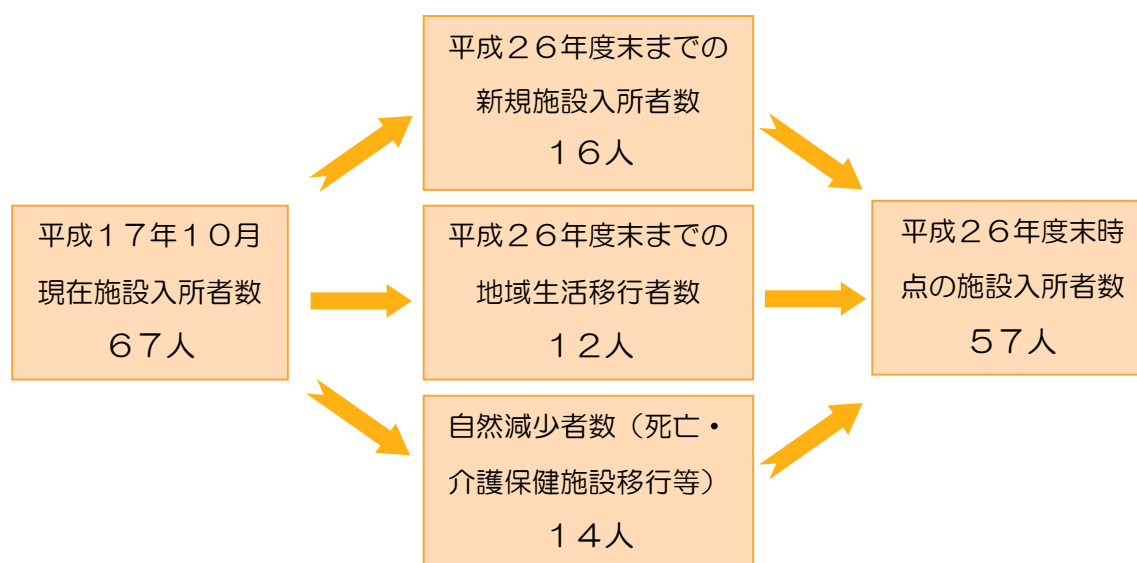 平成２６年度末までの
新規施設入所者数
１６人
平成１７年１０月
現在施設入所者数
６７人
平成２６年度末までの
地域生活移行者数
１２人
平成２６年度末時
点の施設入所者数
５７人
自然減少者数（死亡・
介護保健施設移行等）
１４人